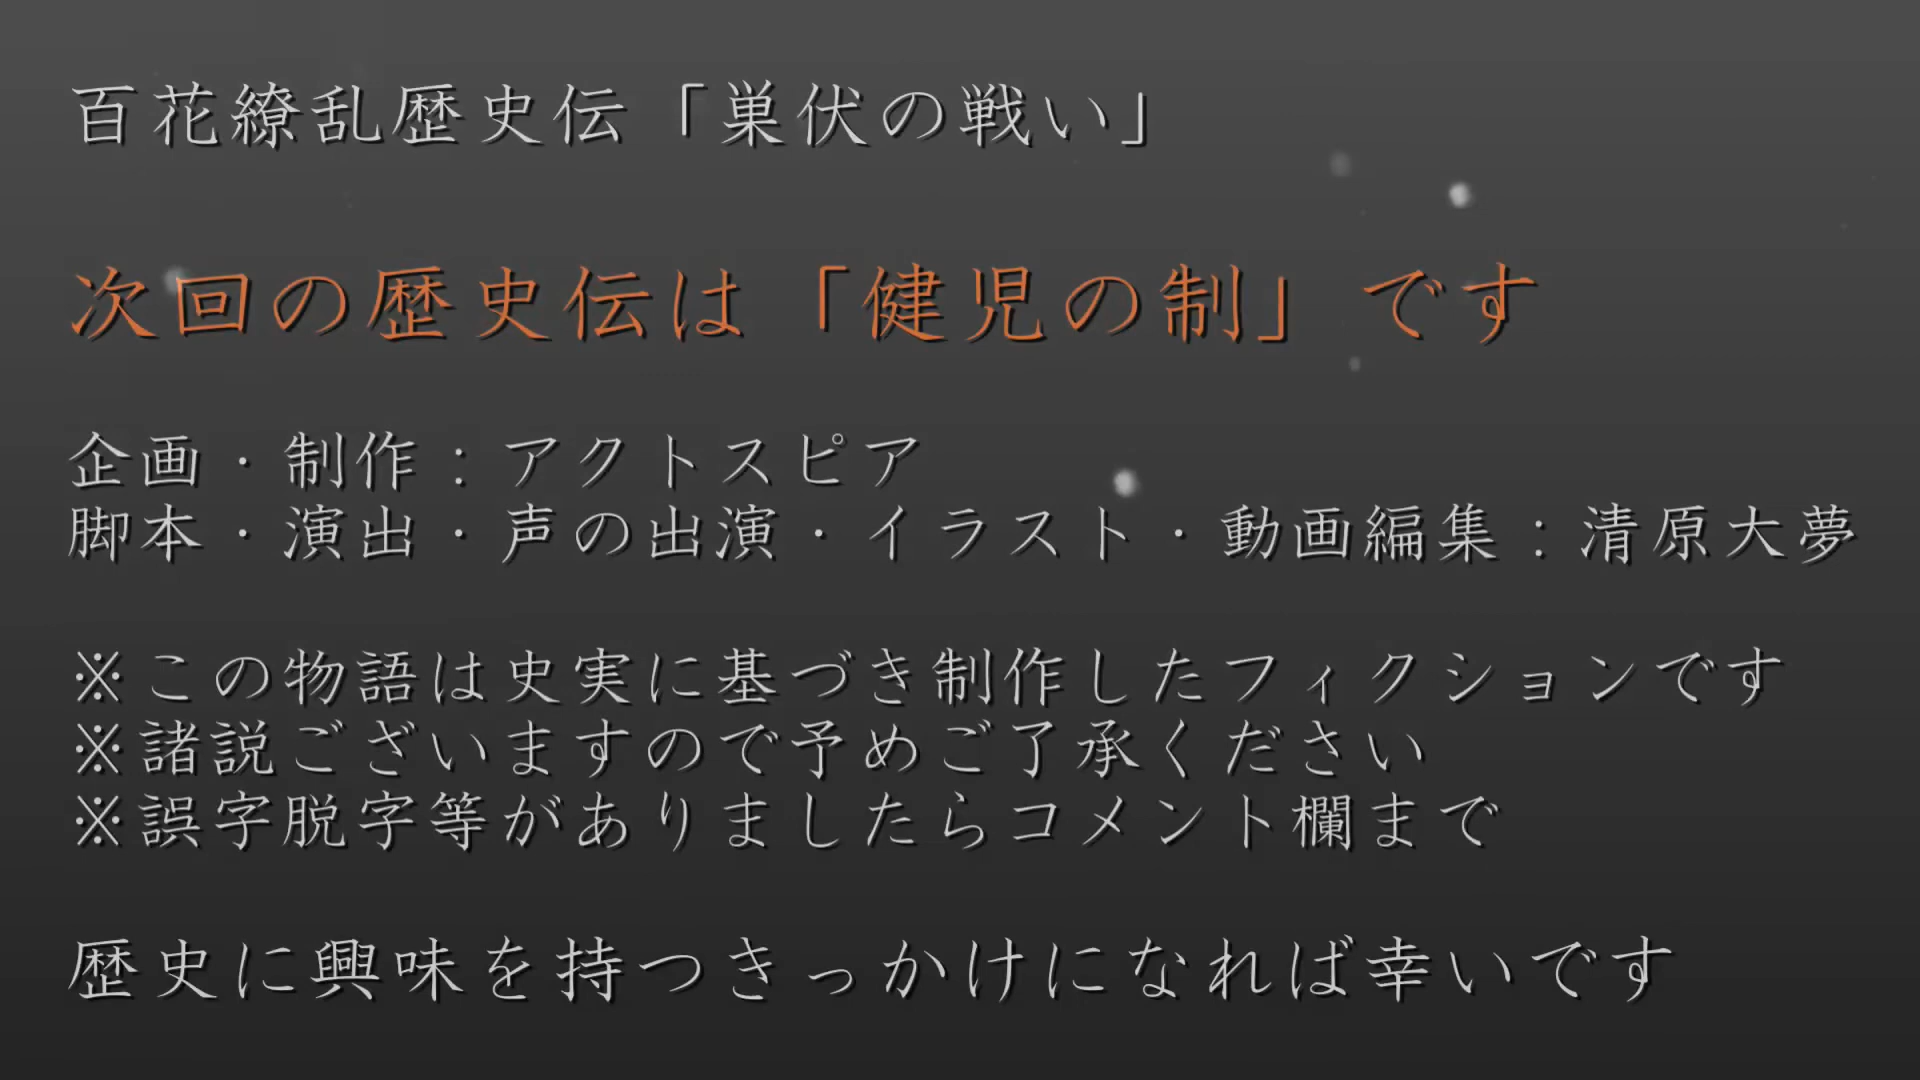 百花繚乱歴史伝「巣伏の戦い」
次回の歴史伝は「健児の制」です
企画・制作：アクトスピア
脚本・演出・声の出演・イラスト・動画編集：清原大夢
※この物語は史実に基づき制作したフィクションです
※諸説ございますので予めご了承ください
※誤字脱字等がありましたらコメント欄まで
歴史に興味を持つきっかけになれば幸いです